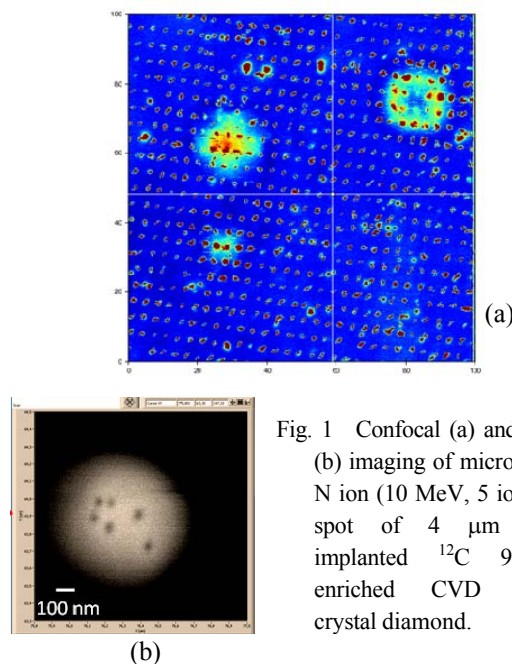 100
80
60
40
20
0
0 20 40 60 80 100
(a)
100 nm
(b)
Fig. 1 Confocal (a) and
(b) imaging of micro
N ion (10 MeV, 5 io
spot of 4 μm
implanted ¹²C 9
enriched CVD
crystal diamond.